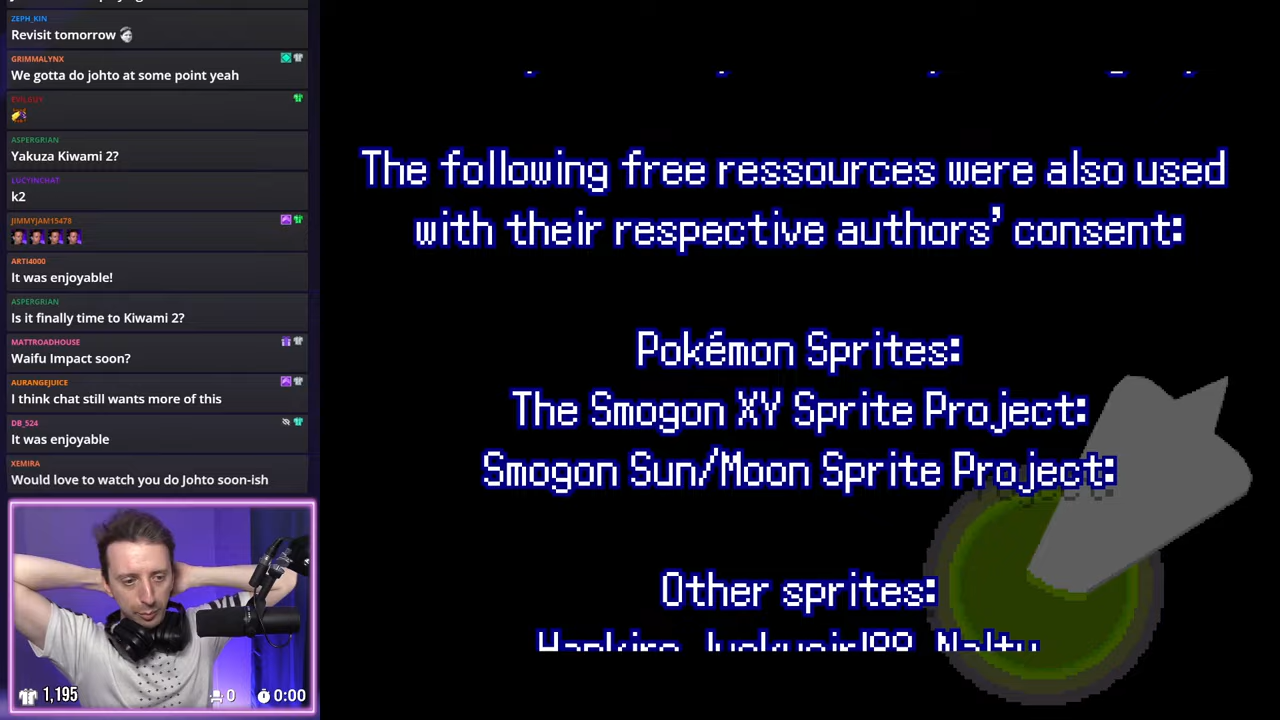 ZEPH_KIN
Revisit tomorrow
GRIMMALYNX
We gotta do johto at some point yeah
ASPERGRIAN
Yakuza Kiwami 2?
LUCYINCHAT
k2
JIMMYJAM15478
ARTI4000
It was enjoyable!
ASPERGRIAN
Is it finally time to Kiwami 2?
MATTROADHOUSE
Waifu Impact soon?
AURANGEJUICE
I think chat still wants more of this
DB_524
It was enjoyable
XEMIRA
Would love to watch you do Johto soon-ish
1,195
0
0:00
The following free ressources were also used
with their respective authors' consent:
Pokémon Sprites:
The Smogon XY Sprite Project:
Smogon Sun/Moon Sprite Project:
Other sprites: